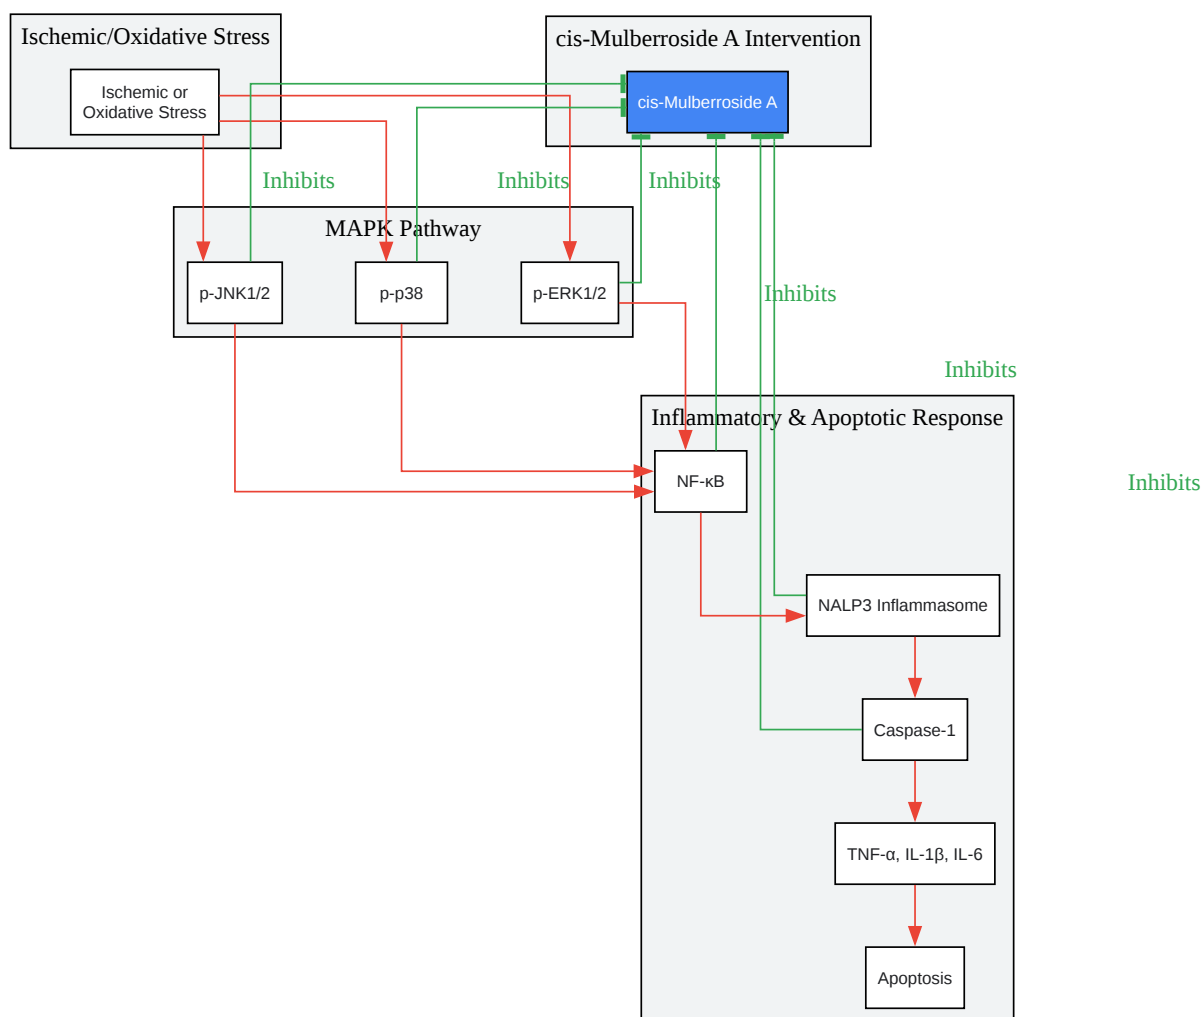 Ischemic/Oxidative Stress
cis-Mulberroside A Intervention
Ischemic or
Oxidative Stress
cis-Mulberroside A
Inhibits
Inhibits
Inhibits
MAPK Pathway
p-JNK1/2
p-p38
p-ERK1/2
Inhibits
Inhibits
Inflammatory & Apoptotic Response
NF-κB
Inhibits
NALP3 Inflammasome
Caspase-1
TNF-α, IL-1β, IL-6
Apoptosis